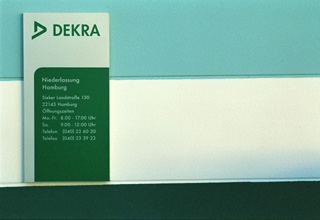 DEKRA
Niederlassung
Hamburg
Sieker Landstraße 130
22143 Hamburg
Öffnungszeiten
Mo.-Fr. 8.00 - 17.00 Uhr
Sa. 9.00 - 12.00 Uhr
Telefon (040) 23 60 20
Telefax (040) 23 39 23